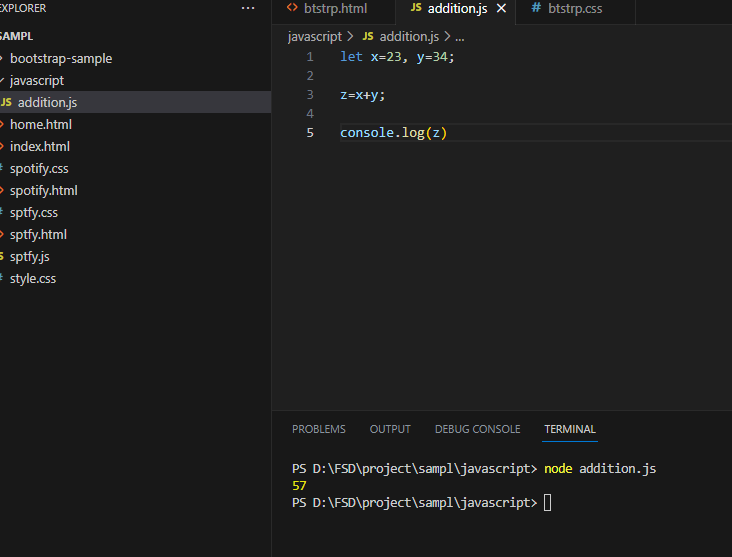 EXPLORER
···
SAMPL
bootstrap-sample
javascript
JS addition.js
home.html
index.html
spotify.css
spotify.html
sptfy.css
sptfy.html
sptfy.js
style.css
btstrp.html
JS addition.js
# btstrp.css
javascript > JS addition.js > ...
1 let x=23, y=34;
2
3 z=x+y;
4
5 console.log(z)
PROBLEMS OUTPUT DEBUG CONSOLE TERMINAL
PS D:\FSD\project\sampl\javascript> node addition.js
57
PS D:\FSD\project\sampl\javascript>